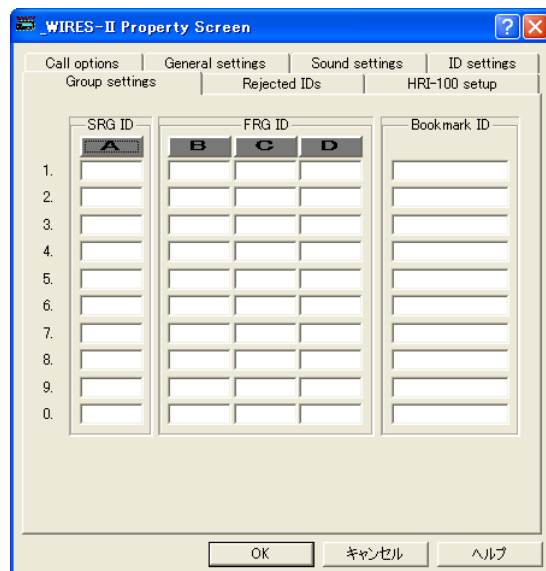 _WIRES-II Property Screen
Call options General settings Sound settings ID settings
Group settings Rejected IDs HRI-100 setup
SRG ID FRG ID Bookmark ID
A B C D
1.
2.
3.
4.
5.
6.
7.
8.
9.
0.
OK キャンセル ヘルプ